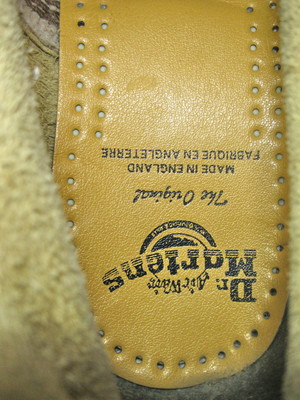 Dr.
Martens
Air Wair
The Original
MADE IN ENGLAND
FABRIQUE EN ANGLETERRE